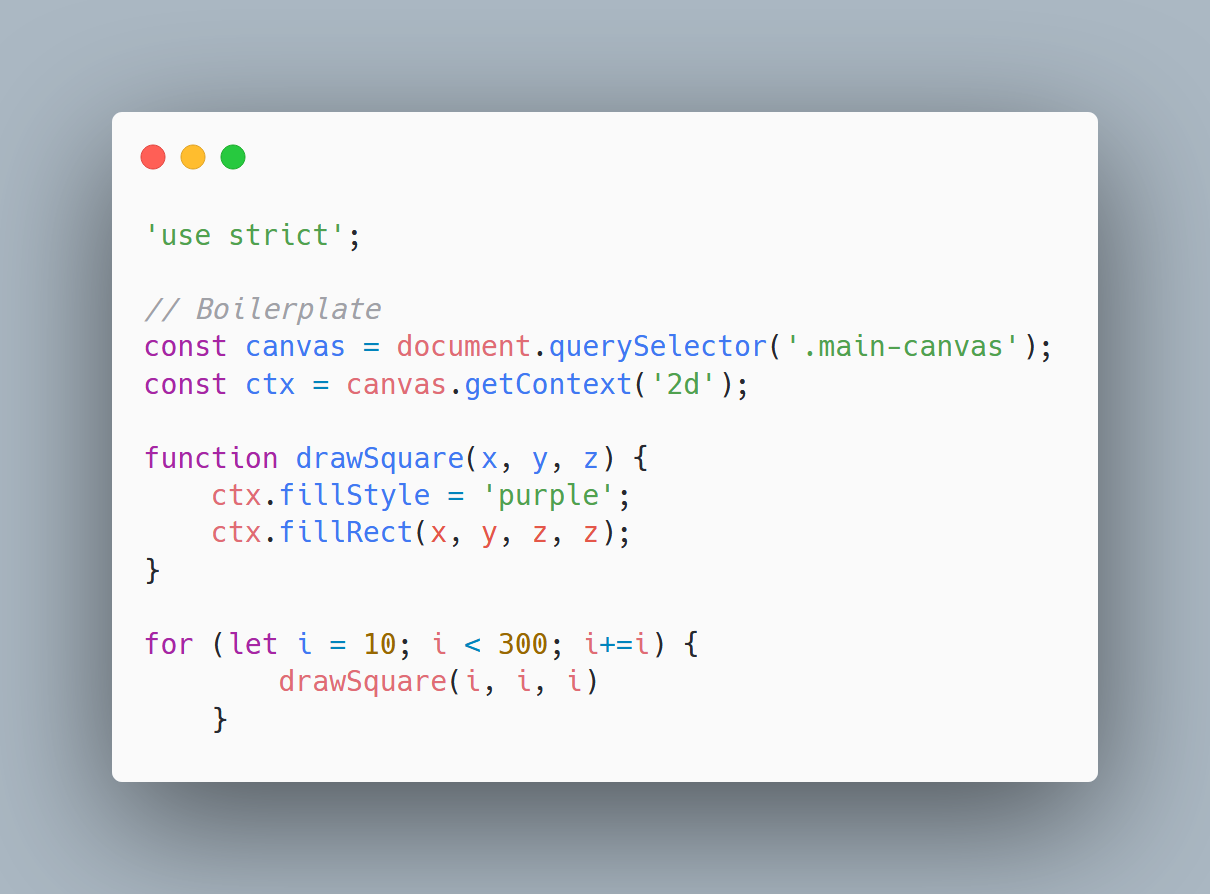 'use strict';

// Boilerplate
const canvas = document.querySelector('.main-canvas');
const ctx = canvas.getContext('2d');

function drawSquare(x, y, z) {
    ctx.fillStyle = 'purple';
    ctx.fillRect(x, y, z, z);
}

for (let i = 10; i < 300; i+=i) {
        drawSquare(i, i, i)
    }